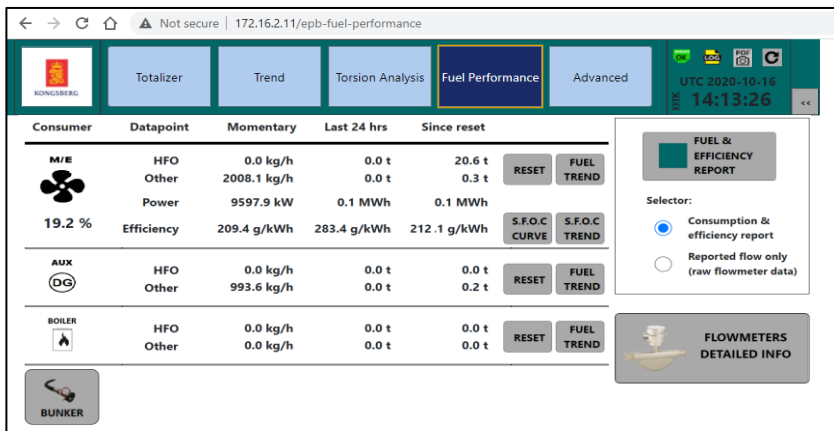 Not secure | 172.16.2.11/epb-fuel-performance
KONGSBERG
Totalizer Trend Torsion Analysis Fuel Performance Advanced
OK LOG PDF
UTC 2020-10-16
14:13:26
<<
Consumer Datapoint Momentary Last 24 hrs Since reset
M/E HFO 0.0 kg/h 0.0 t 20.6 t
Other 2008.1 kg/h 0.0 t 0.3 t
RESET FUEL TREND
Power 9597.9 kW 0.1 MWh 0.1 MWh
19.2 % Efficiency 209.4 g/kWh 283.4 g/kWh 212.1 g/kWh
S.F.O.C CURVE S.F.O.C TREND
AUX
DG
HFO 0.0 kg/h 0.0 t 0.0 t
Other 993.6 kg/h 0.0 t 0.2 t
RESET FUEL TREND
BOILER
HFO 0.0 kg/h 0.0 t 0.0 t
Other 0.0 kg/h 0.0 t 0.0 t
RESET FUEL TREND
BUNKER
FUEL &
EFFICIENCY
REPORT
Selector:
Consumption &
efficiency report
Reported flow only
(raw flowmeter data)
FLOWMETERS
DETAILED INFO